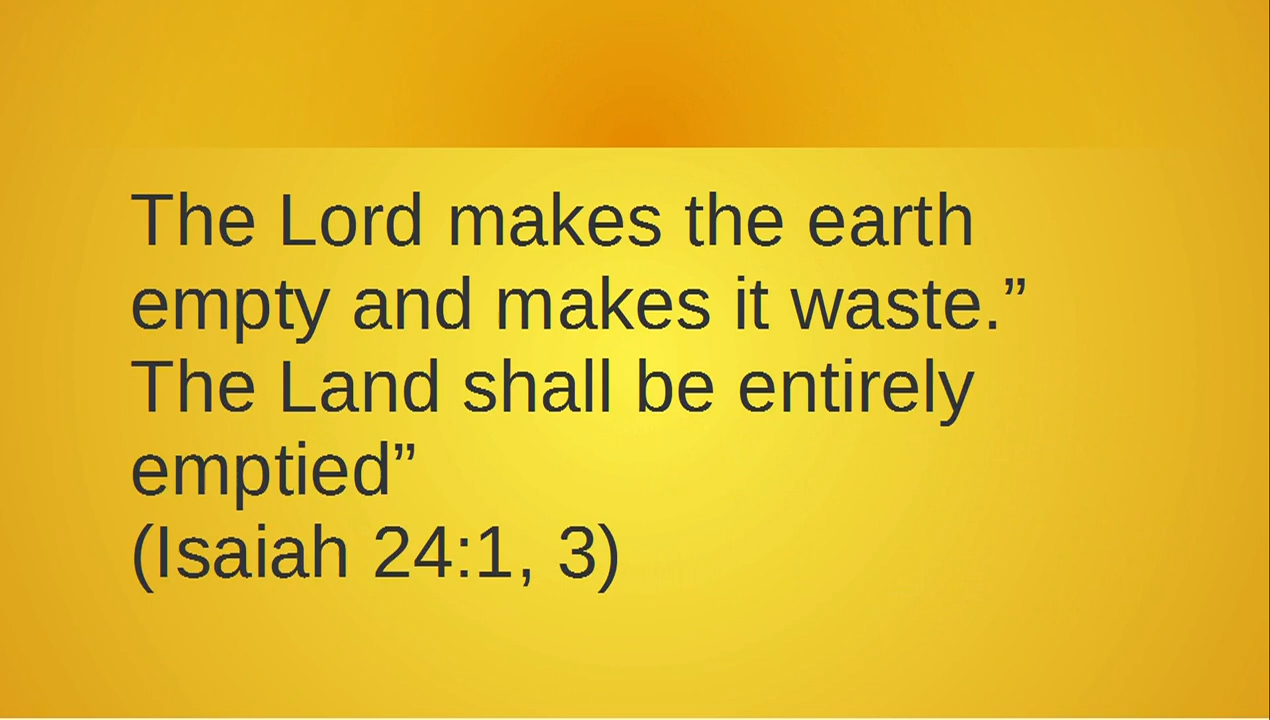 The Lord makes the earth
empty and makes it waste.”
The Land shall be entirely
emptied”
(Isaiah 24:1, 3)